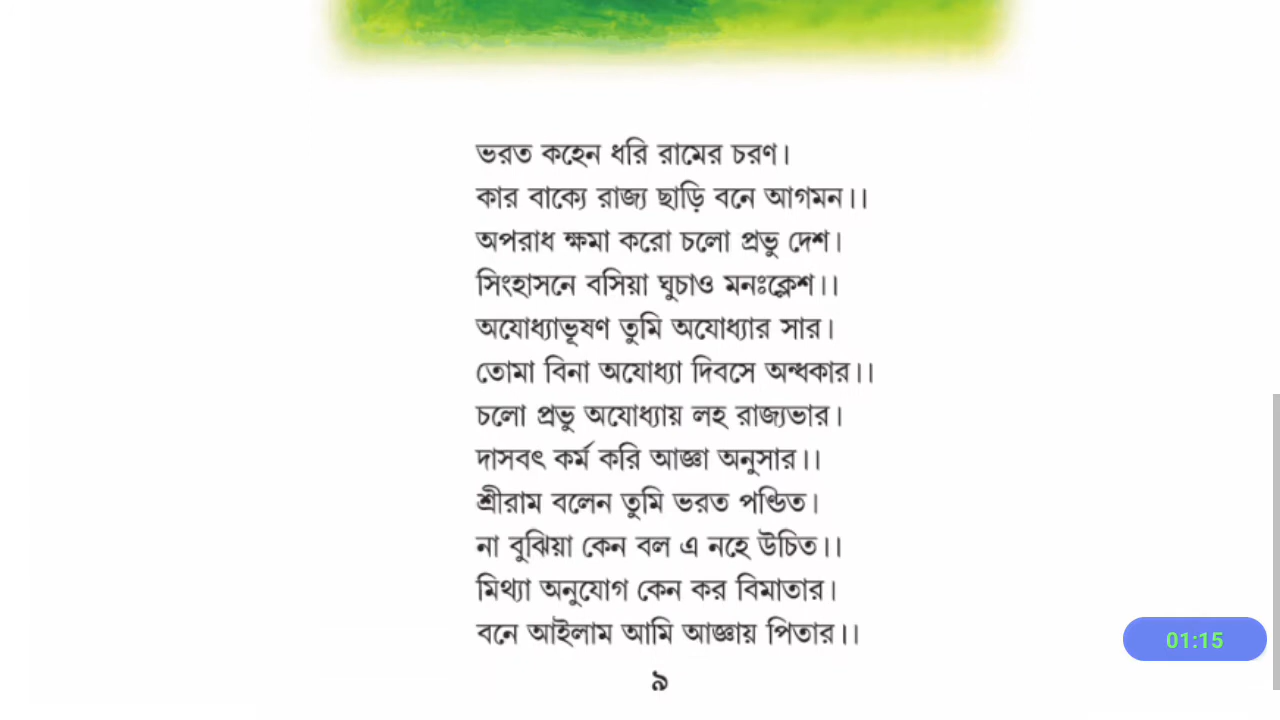 ভরত কহেন ধরি রামের চরণ।
কার বাক্যে রাজ্য ছাড়ি বনে আগমন।।
অপরাধ ক্ষমা করো চলো প্রভু দেশ।
সিংহাসনে বসিয়া ঘুচাও মনঃক্লেশ।।
অযোধ্যাভূষণ তুমি অযোধ্যার সার।
তোমা বিনা অযোধ্যা দিবসে অন্ধকার।।
চলো প্রভু অযোধ্যায় লহ রাজ্যভার।
দাসবৎ কর্ম করি আজ্ঞা অনুসার।।
শ্রীরাম বলেন তুমি ভরত পণ্ডিত।
না বুঝিয়া কেন বল এ নহে উচিত।।
মিথ্যা অনুযোগ কেন কর বিমাতার।
বনে আইলাম আমি আজ্ঞায় পিতার।।
৯
01:15